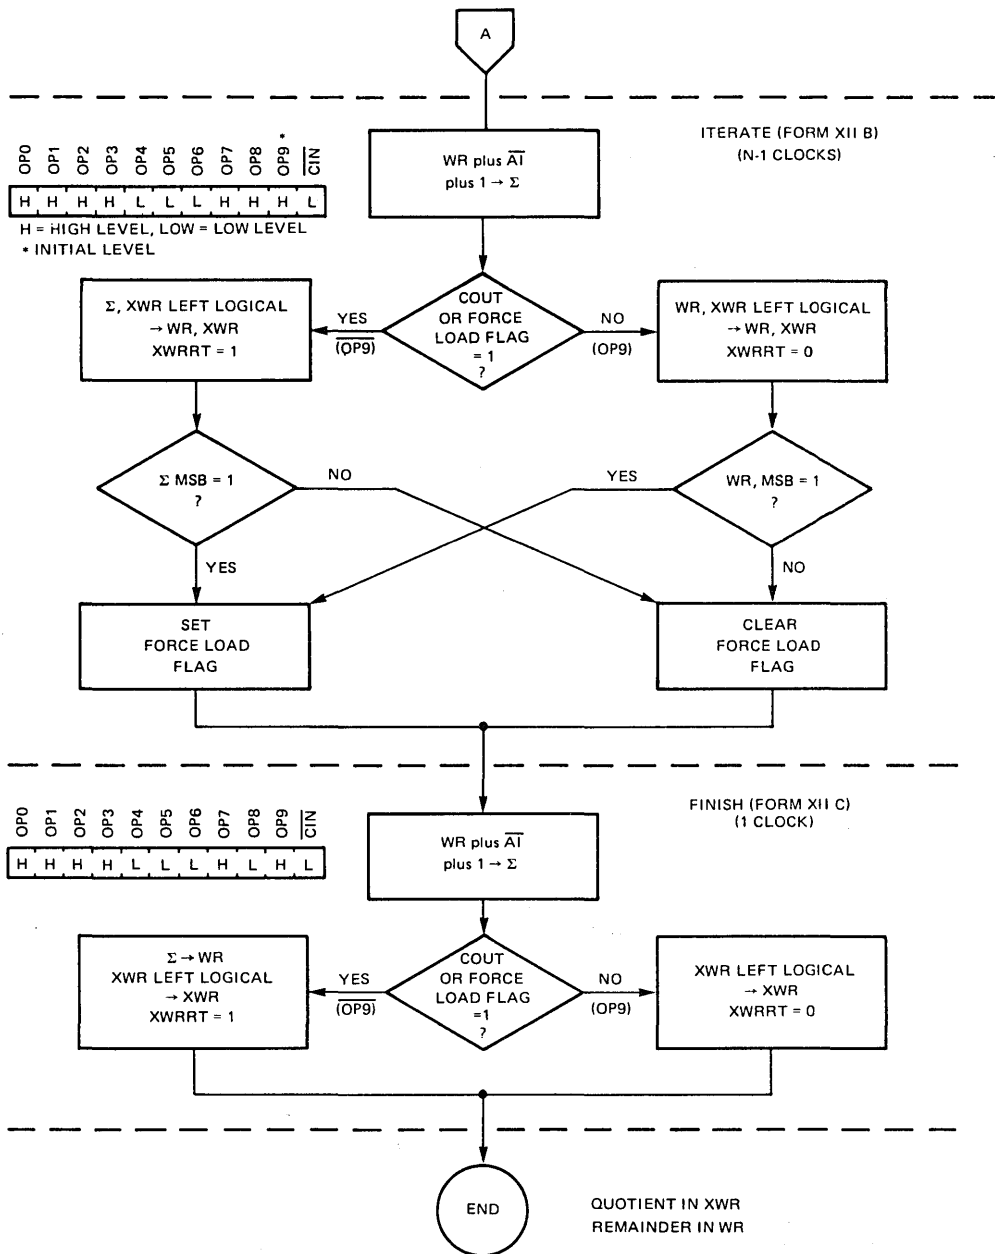 A
ITERATE (FORM XII B)
(N-1 CLOCKS)
OP0 OP1 OP2 OP3 OP4 OP5 OP6 OP7 OP8 OP9 * C̅I̅N̅
H H H H L L L H H H L
H = HIGH LEVEL, LOW = LOW LEVEL
* INITIAL LEVEL
WR plus A̅I̅
plus 1 → Σ
Σ, XWR LEFT LOGICAL
→ WR, XWR
XWRRT = 1
YES
(O̅P̅9̅)
COUT
OR FORCE
LOAD FLAG
= 1
?
NO
(OP9)
WR, XWR LEFT LOGICAL
→ WR, XWR
XWRRT = 0
Σ MSB = 1
?
NO
YES
YES
WR, MSB = 1
?
NO
SET
FORCE LOAD
FLAG
CLEAR
FORCE LOAD
FLAG
FINISH (FORM XII C)
(1 CLOCK)
OP0 OP1 OP2 OP3 OP4 OP5 OP6 OP7 OP8 OP9 C̅I̅N̅
H H H H L L L H L H L
WR plus A̅I̅
plus 1 → Σ
Σ → WR
XWR LEFT LOGICAL
→ XWR
XWRRT = 1
YES
(O̅P̅9̅)
COUT
OR FORCE
LOAD FLAG
=1
?
NO
(OP9)
XWR LEFT LOGICAL
→ XWR
XWRRT = 0
END
QUOTIENT IN XWR
REMAINDER IN WR